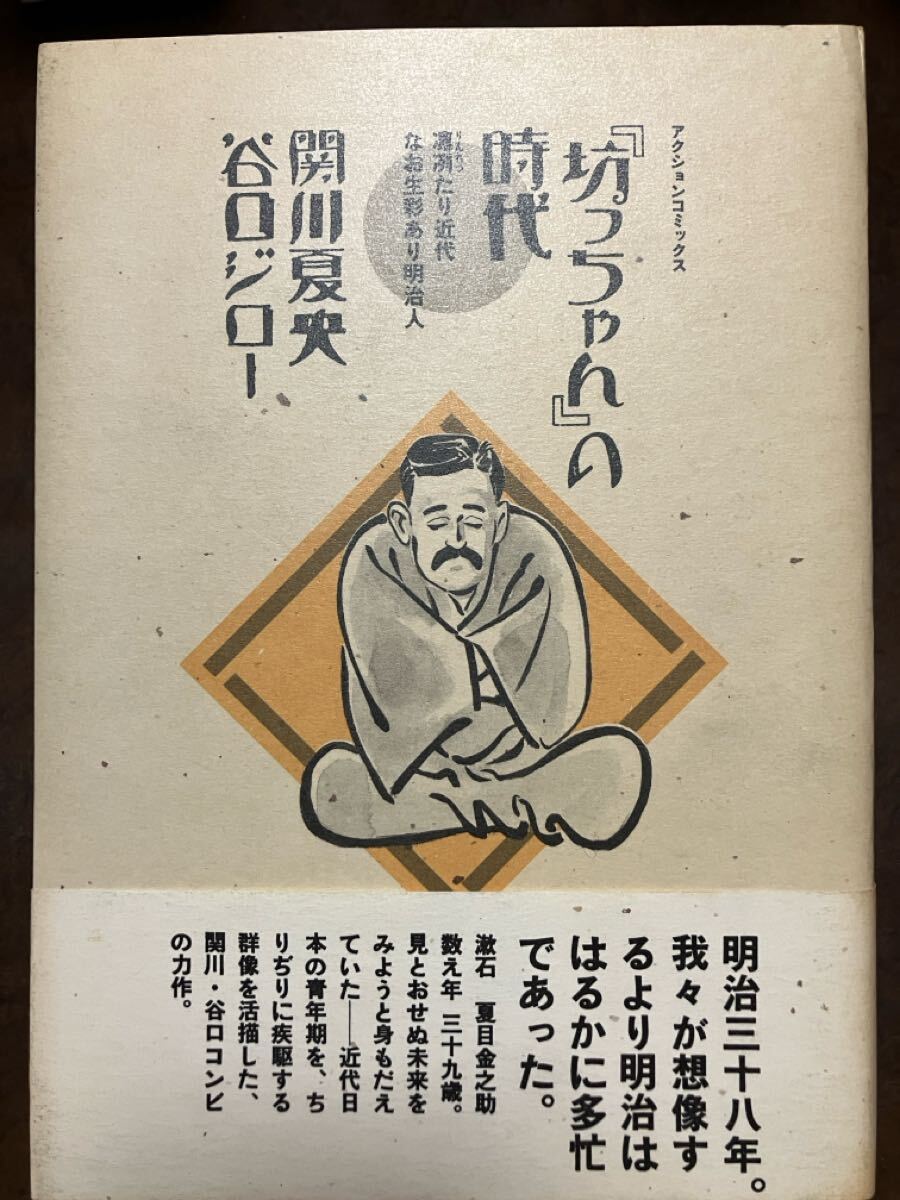 アクションコミックス
『坊っちゃん』の
時代
凛冽たり近代
りんれつ
なお生彩あり明治人
関川夏央
谷口ジロー
明治三十八年。
我々が想像す
るより明治は
はるかに多忙
であった。
漱石 夏目金之助
数え年 三十九歳。
見とおせぬ未来を
みようと身もだえ
ていた──近代日
本の青年期を、ち
りぢりに疾駆する
群像を活描した、
関川・谷口コンビ
の力作。